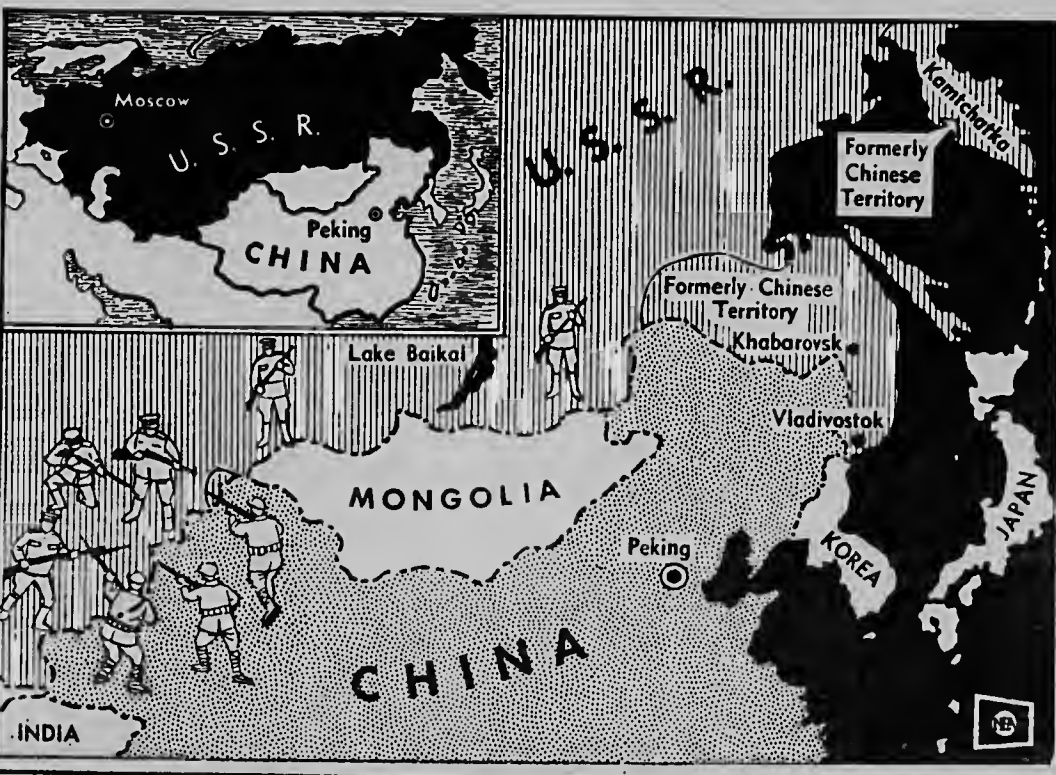 Moscow
U. S. S. R.
Peking
CHINA
U. S. S. R.
Kamtchatka
Formerly
Chinese
Territory
Formerly Chinese
Territory
Khabarovsk
Lake Baikal
Vladivostok
MONGOLIA
JAPAN
Peking
KOREA
CHINA
INDIA
NEA